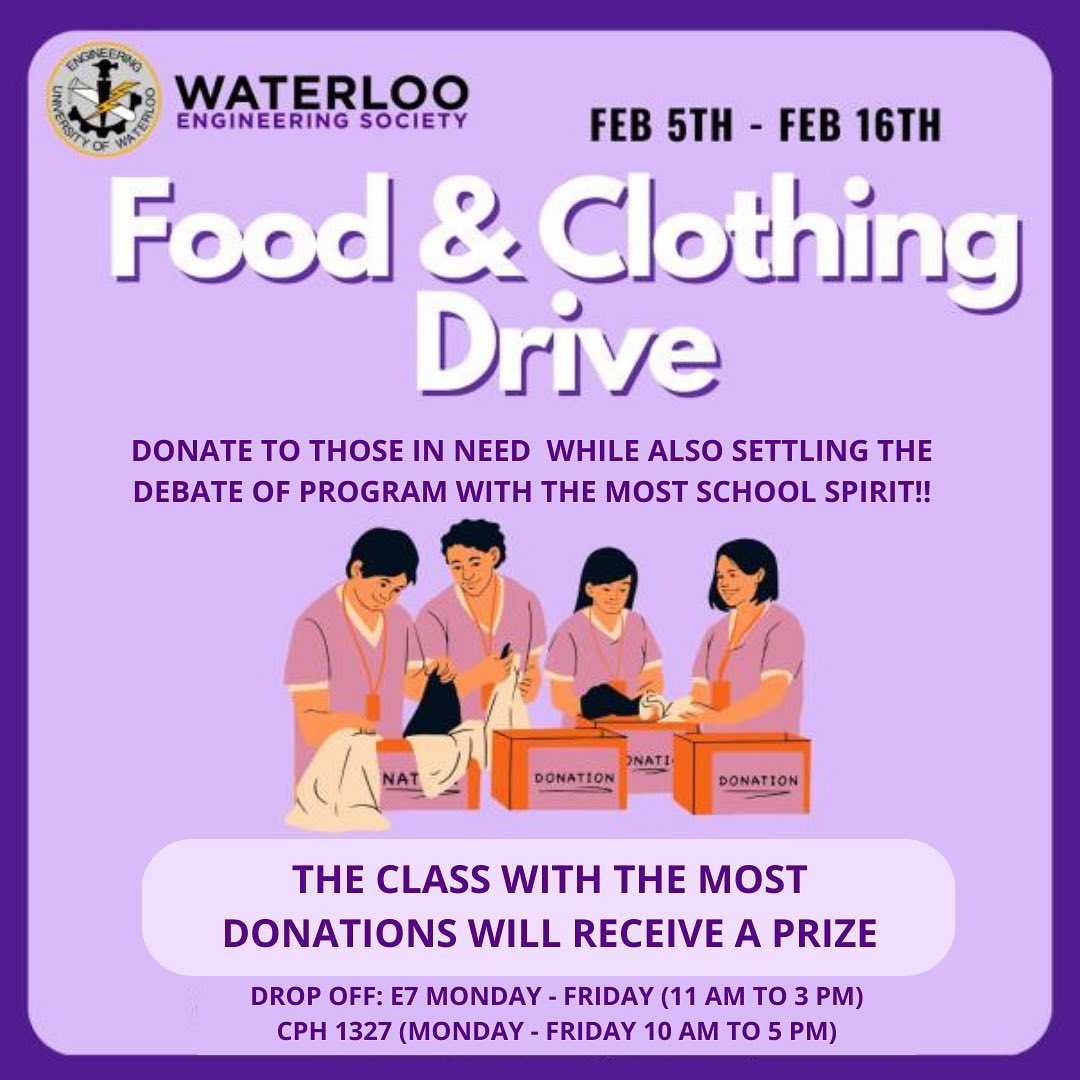 ENGINEERING
UNIVERSITY OF WATERLOO
WATERLOO
ENGINEERING SOCIETY
FEB 5TH - FEB 16TH
Food & Clothing
Drive
DONATE TO THOSE IN NEED  WHILE ALSO SETTLING THE
DEBATE OF PROGRAM WITH THE MOST SCHOOL SPIRIT!!
DONATION
DONATION
THE CLASS WITH THE MOST
DONATIONS WILL RECEIVE A PRIZE
DROP OFF: E7 MONDAY - FRIDAY (11 AM TO 3 PM)
CPH 1327 (MONDAY - FRIDAY 10 AM TO 5 PM)